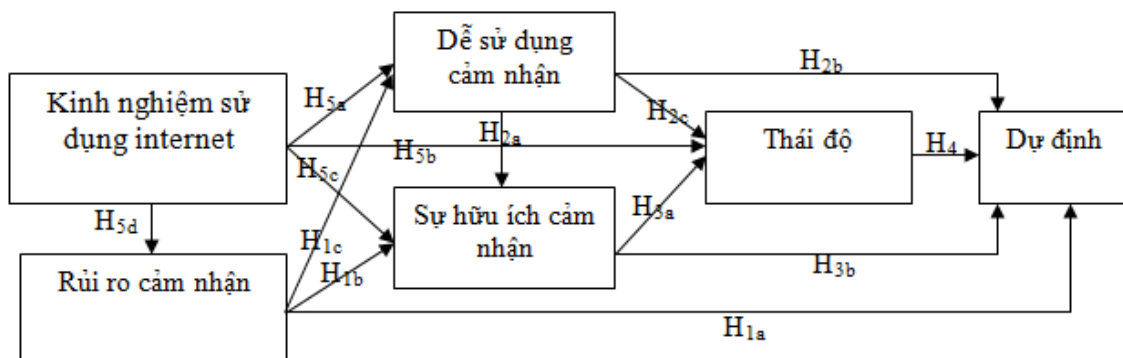 Dễ sử dụng
cảm nhận
H2b
Kinh nghiệm sử
dụng internet
H5a
H2c
H2a
Thái độ
H4
Dự định
H5b
H5c
Sự hữu ích cảm
nhận
H3a
H5d
H1c
Rủi ro cảm nhận
H1b
H3b
H1a